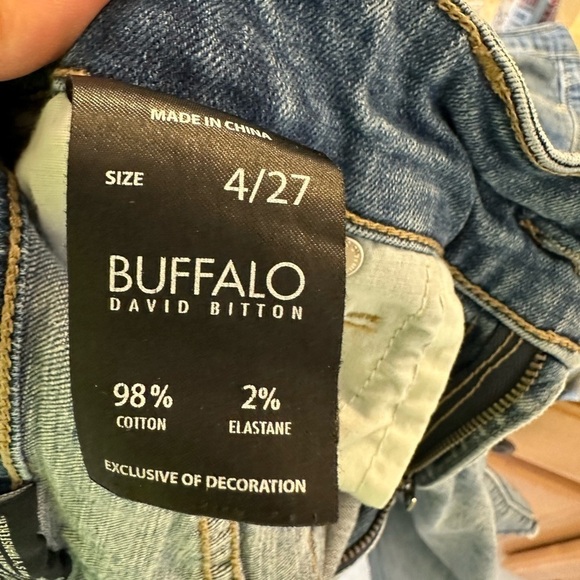 MADE IN CHINA
SIZE 4/27
BUFFALO
DAVID BITTON
98% 2%
COTTON ELASTANE
EXCLUSIVE OF DECORATION